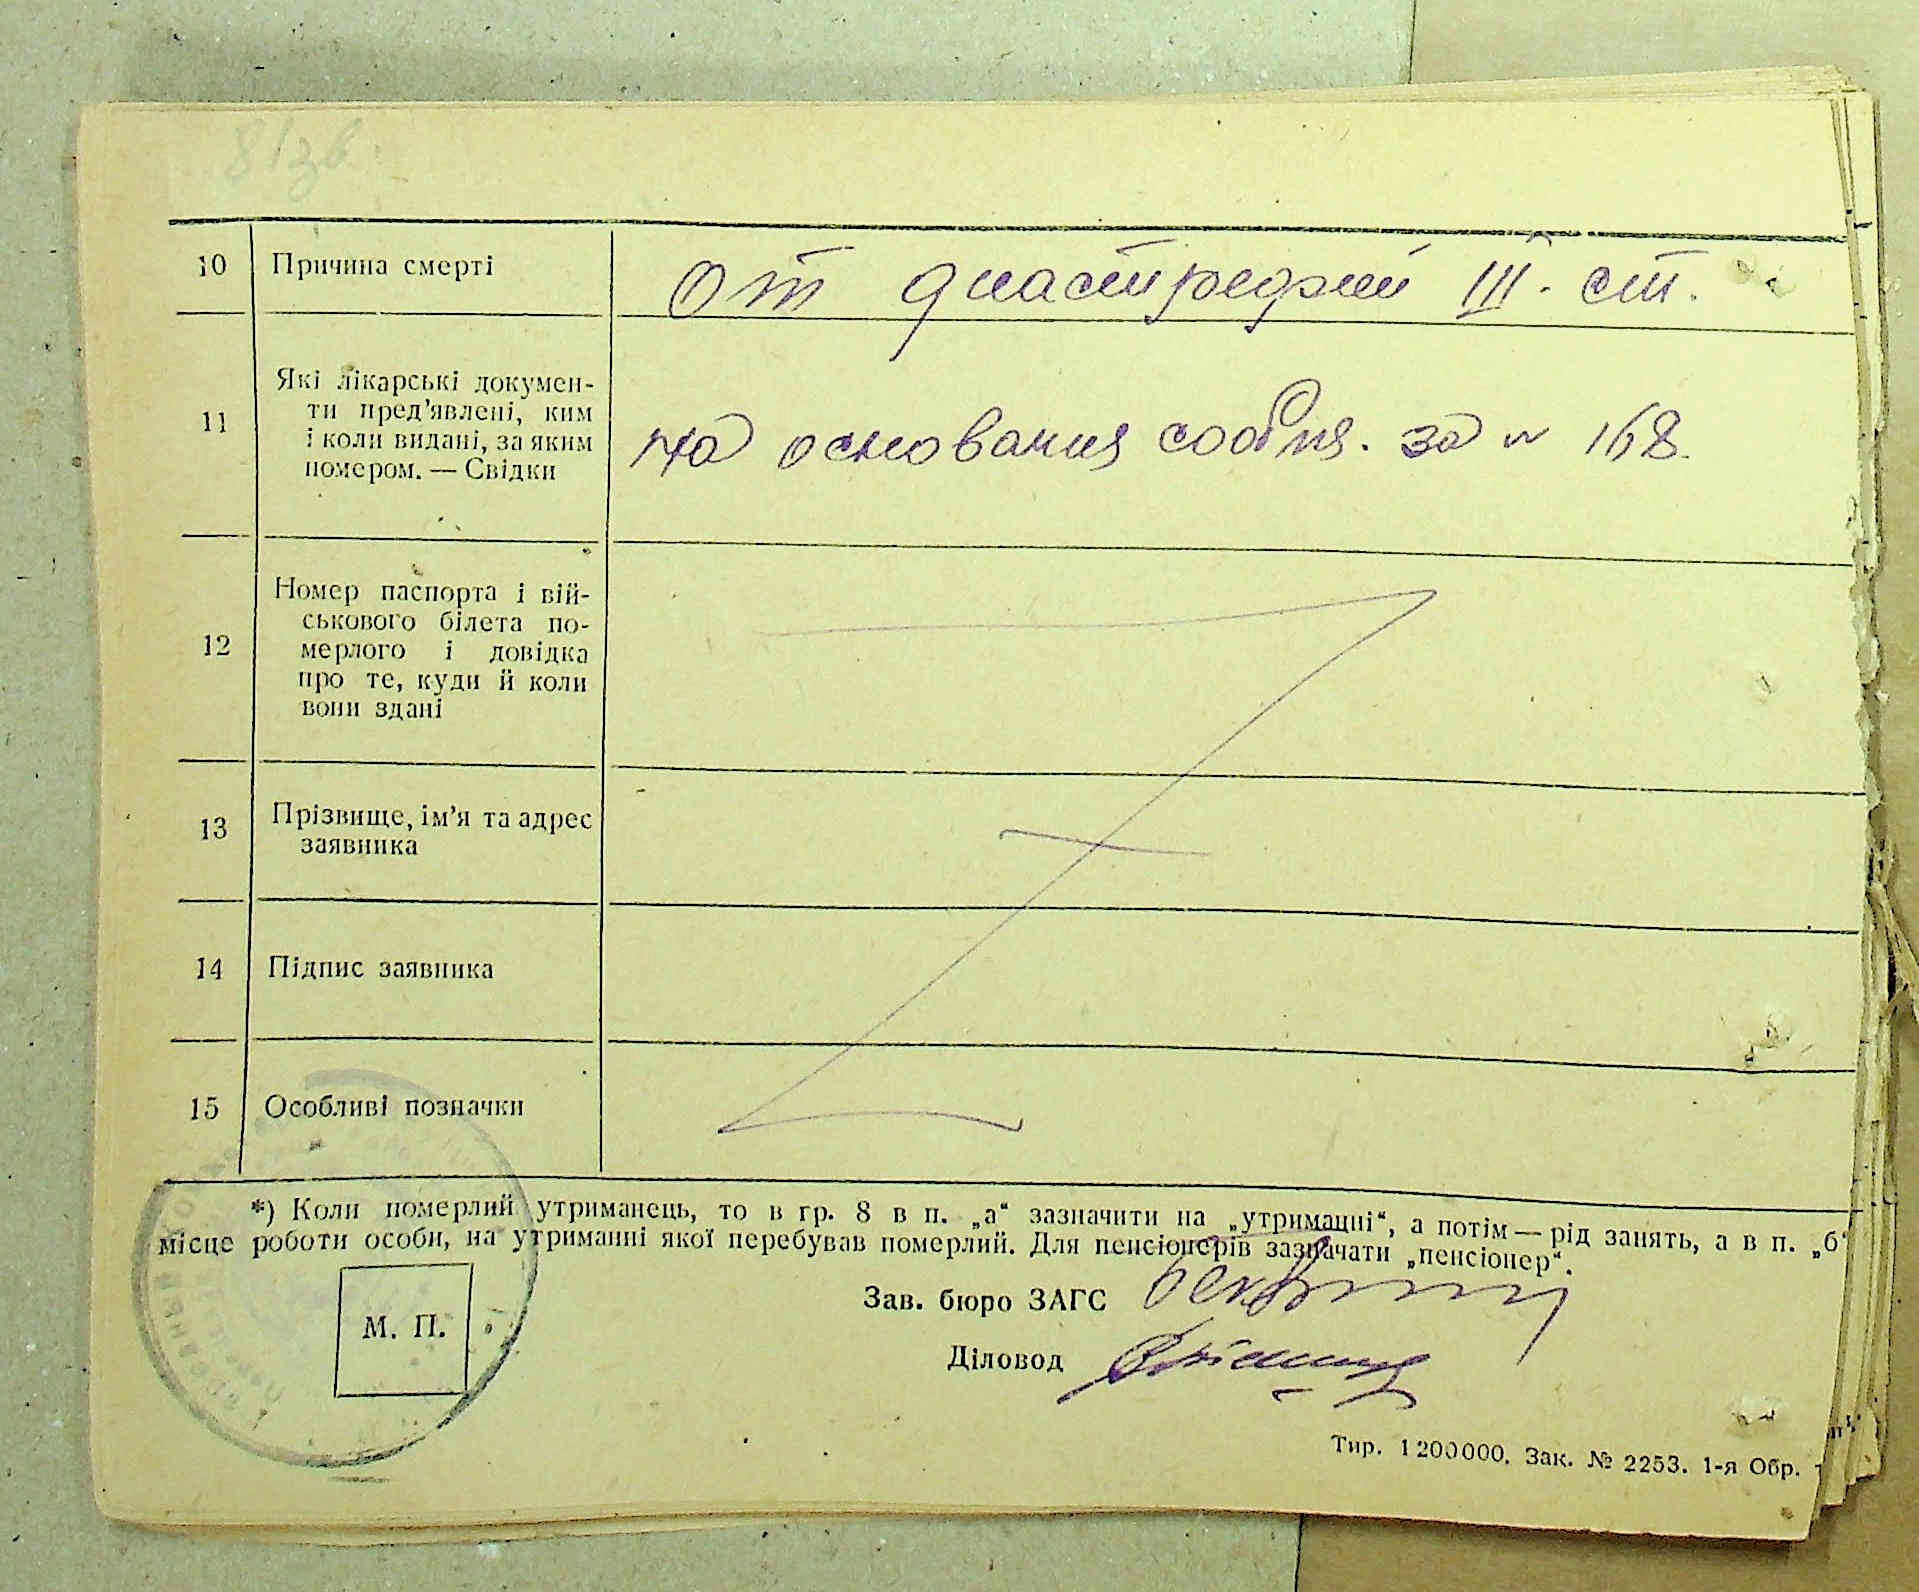 81зв
10 Причина смерті от дистрофии III. ст.
11 Які лікарські докумен-
ти пред'явлені, ким
і коли видані, за яким
номером. — Свідки
на основания сообщ. за № 168.
12 Номер паспорта і вій-
ськового білета по-
мерлого і довідка
про те, куди й коли
вони здані
13 Прізвище, ім'я та адрес
заявника
14 Підпис заявника
15 Особливі позначки
*) Коли померлий утриманець, то в гр. 8 в п. „а“ зазначити на „утриманні“, а потім — рід занять, а в п. „б“
місце роботи особи, на утриманні якої перебував померлий. Для пенсіонерів зазначати „пенсіонер“.
Зав. бюро ЗАГС
М. П.
Діловод
Тир. 1 200000. Зак. № 2253. 1-я Обр.